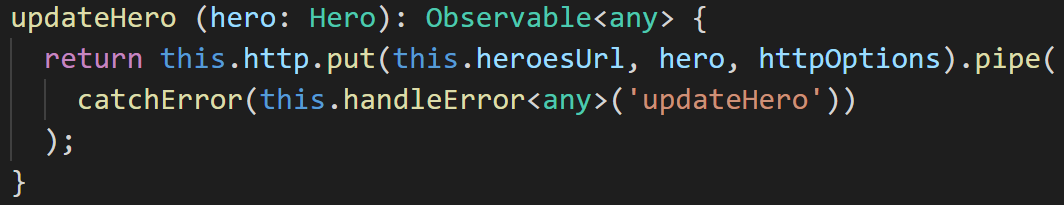 updateHero (hero: Hero): Observable<any> {
  return this.http.put(this.heroesUrl, hero, httpOptions).pipe(
    catchError(this.handleError<any>('updateHero'))
  );
}